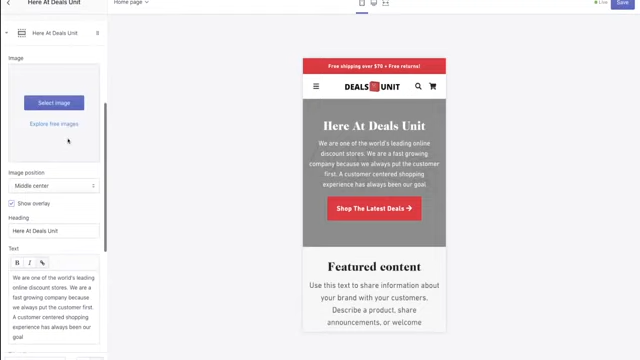 Here At Deals Unit
Home page
Live
Save
Here At Deals Unit
Image
Select image
Explore free images
Image position
Middle center
Show overlay
Heading
Here At Deals Unit
Text
B I
We are one of the world's leading
online discount stores. We are a
fast growing company because
we always put the customer first.
A customer centered shopping
experience has always been our
goal
Free shipping over $70 + Free returns!
DEALS UNIT
Here At Deals Unit
We are one of the world's leading online
discount stores. We are a fast growing
company because we always put the customer
first. A customer centered shopping
experience has always been our goal
Shop The Latest Deals →
Featured content
Use this text to share information about
your brand with your customers.
Describe a product, share
announcements, or welcome